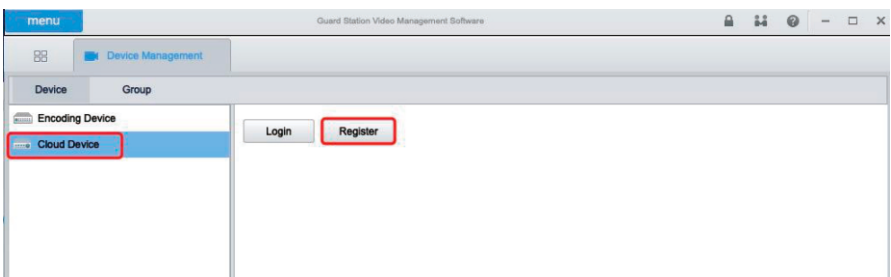 menu Guard Station Video Management Software
Device Management
Device Group
Encoding Device
Cloud Device
Login Register